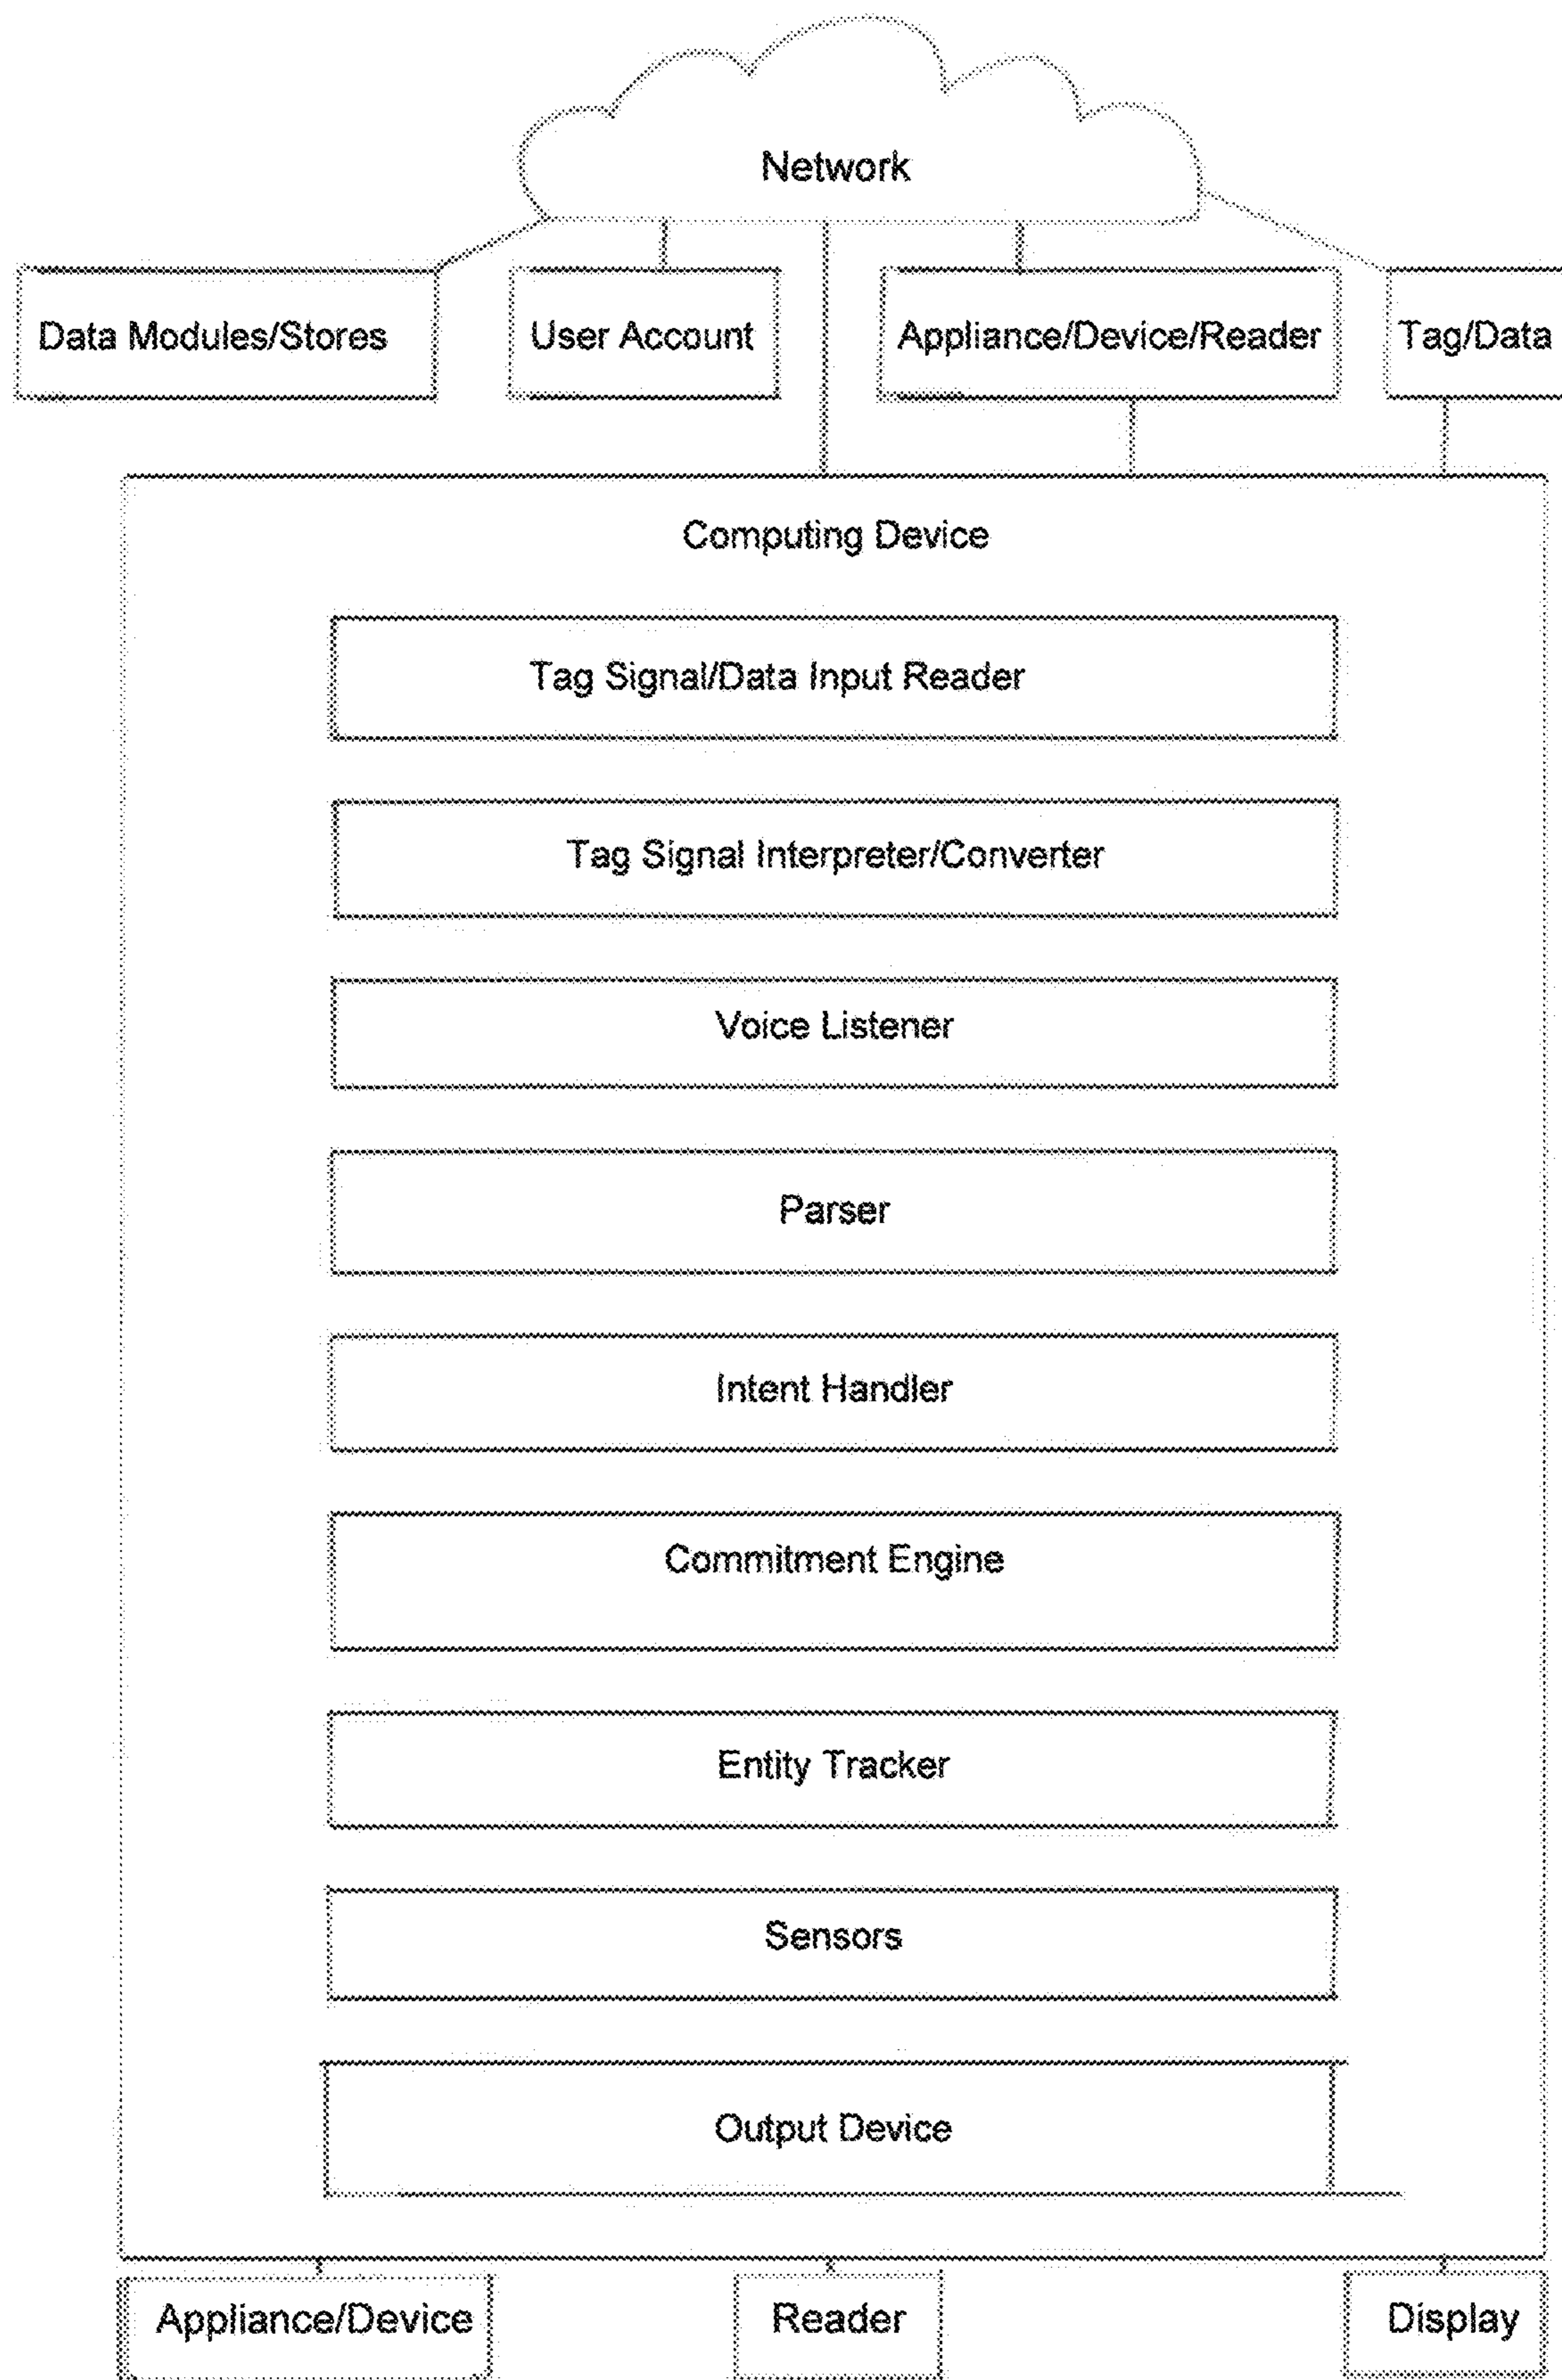 Network
Data Modules/Stores
User Account
Appliance/Device/Reader
Tag/Data
Computing Device
Tag Signal/Data Input Reader
Tag Signal Interpreter/Converter
Voice Listener
Parser
Intent Handler
Commitment Engine
Entity Tracker
Sensors
Output Device
Appliance/Device
Reader
Display